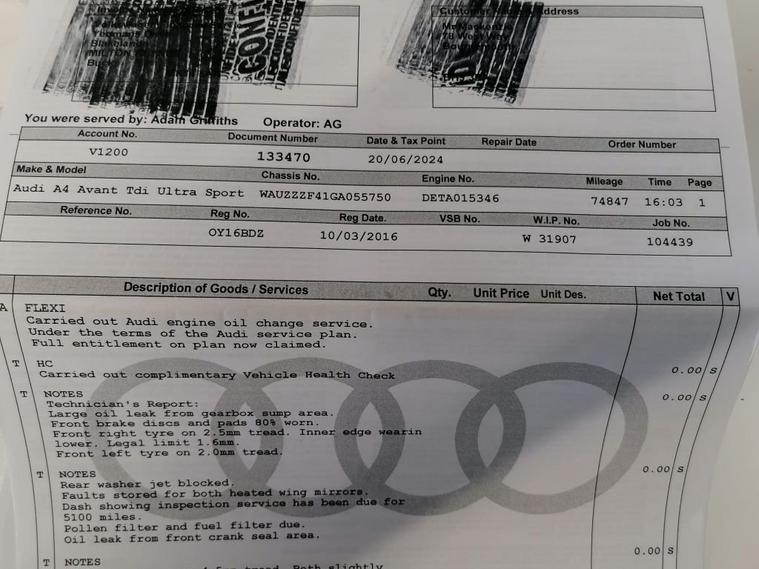 Customer Address
You were served by: Adam Griffiths Operator: AG
Account No. Document Number Date & Tax Point Repair Date Order Number
V1200 133470 20/06/2024
Make & Model Chassis No. Engine No. Mileage Time Page
Audi A4 Avant Tdi Ultra Sport WAUZZZF41GA055750 DETA015346 74847 16:03 1
Reference No. Reg No. Reg Date. VSB No. W.I.P. No. Job No.
OY16BDZ 10/03/2016 W 31907 104439
Description of Goods / Services Qty. Unit Price Unit Des. Net Total V
A FLEXI
Carried out Audi engine oil change service.
Under the terms of the Audi service plan.
Full entitlement on plan now claimed.
T HC
Carried out complimentary Vehicle Health Check 0.00 S
T NOTES 0.00 S
Technician's Report:
Large oil leak from gearbox sump area.
Front brake discs and pads 80% worn.
Front right tyre on 2.5mm tread. Inner edge wearin
lower. Legal limit 1.6mm.
Front left tyre on 2.0mm tread.
T NOTES 0.00 S
Rear washer jet blocked.
Faults stored for both heated wing mirrors.
Dash showing inspection service has been due for
5100 miles.
Pollen filter and fuel filter due.
Oil leak from front crank seal area.
T NOTES 0.00 S
tread. Both slightly